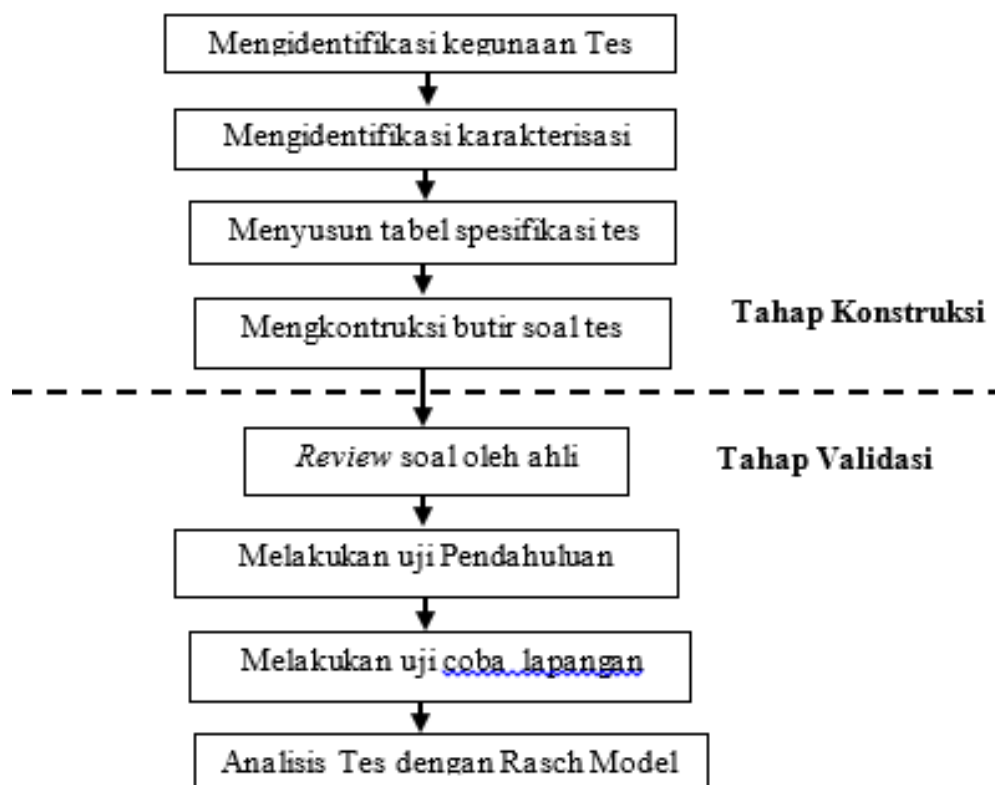 Mengidentifikasi kegunaan Tes
Mengidentifikasi karakterisasi
Menyusun tabel spesifikasi tes
Mengkontruksi butir soal tes
Tahap Konstruksi
Review soal oleh ahli
Tahap Validasi
Melakukan uji Pendahuluan
Melakukan uji coba lapangan
Analisis Tes dengan Rasch Model